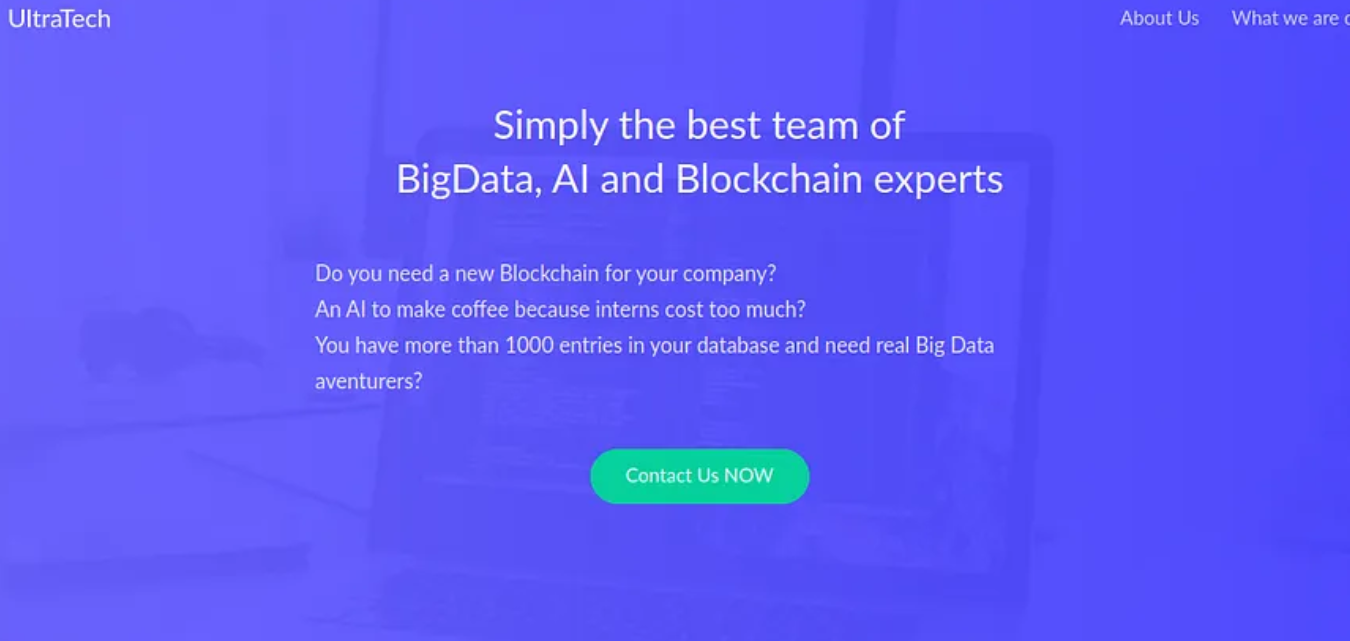 UltraTech
About Us
What we are
Simply the best team of
BigData, AI and Blockchain experts
Do you need a new Blockchain for your company?
An AI to make coffee because interns cost too much?
You have more than 1000 entries in your database and need real Big Data
aventurers?
Contact Us NOW